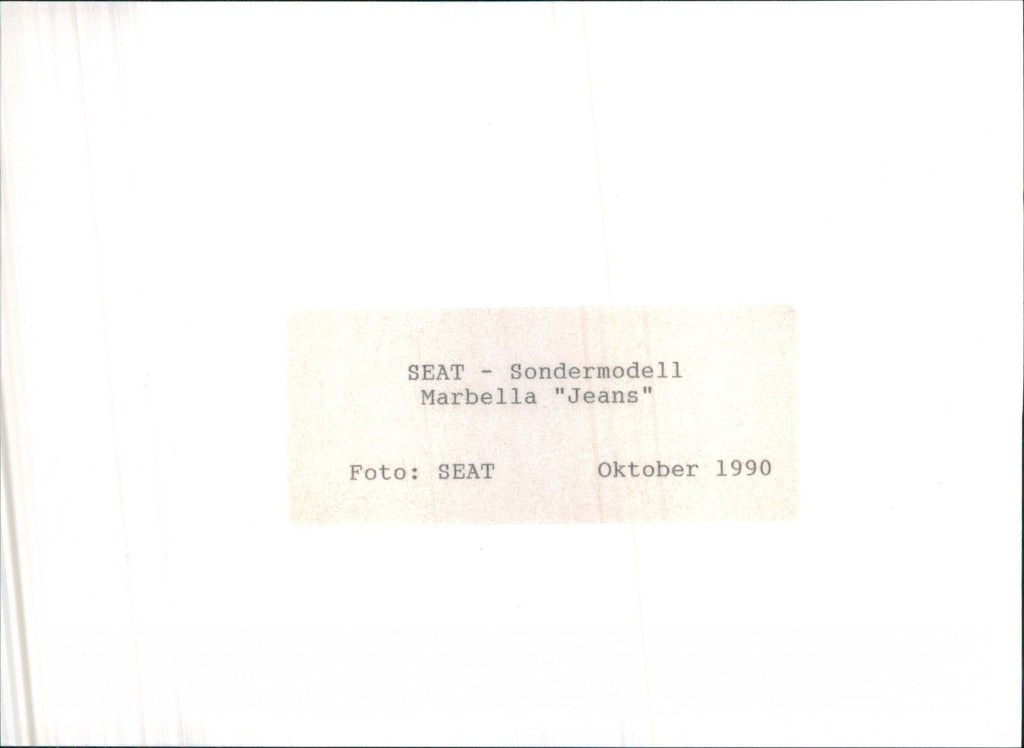 SEAT - Sondermodell
Marbella "Jeans"
Foto: SEAT Oktober 1990